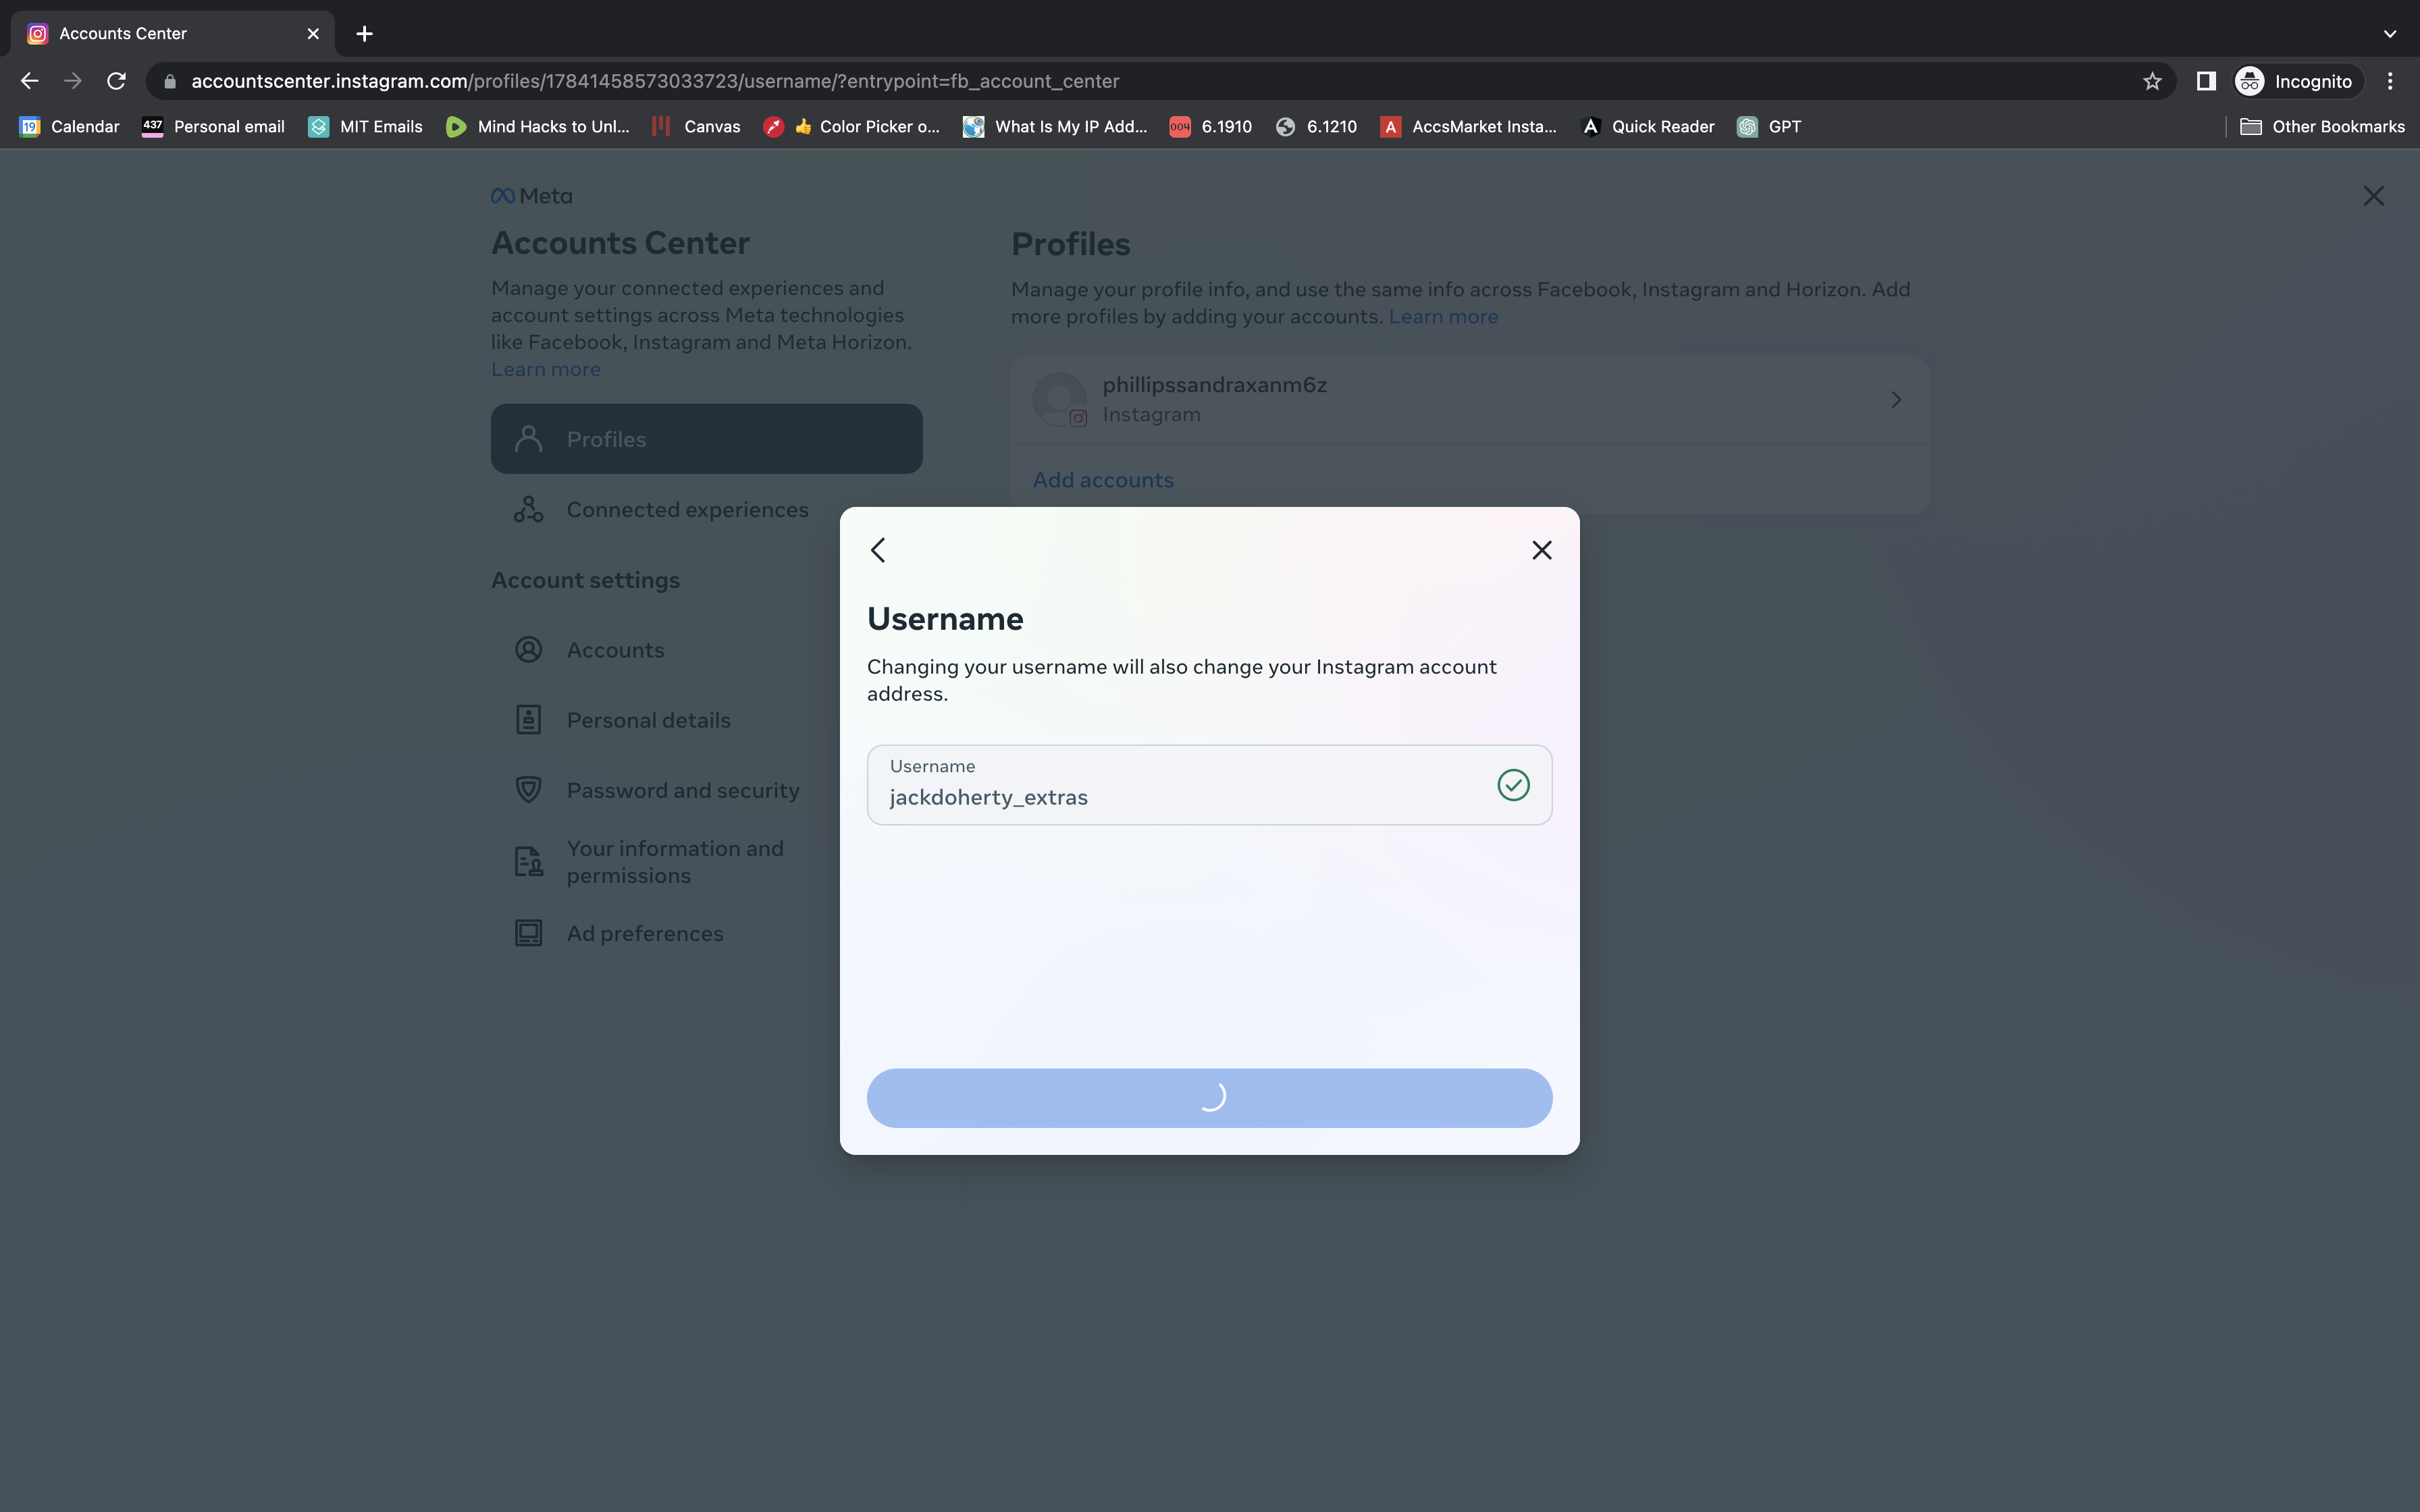 Accounts Center
accountscenter.instagram.com/profiles/17841458573033723/username/?entrypoint=fb_account_center
Incognito
19 Calendar
437 Personal email
MIT Emails
Mind Hacks to Unl...
Canvas
👍 Color Picker o...
What Is My IP Add...
004 6.1910
6.1210
A AccsMarket Insta...
A Quick Reader
GPT
Other Bookmarks
Meta
Accounts Center
Manage your connected experiences and
account settings across Meta technologies
like Facebook, Instagram and Meta Horizon.
Learn more
Profiles
Connected experiences
Account settings
Accounts
Personal details
Password and security
Your information and
permissions
Ad preferences
Profiles
Manage your profile info, and use the same info across Facebook, Instagram and Horizon. Add
more profiles by adding your accounts. Learn more
phillipssandraxanm6z
Instagram
Add accounts
Username
Changing your username will also change your Instagram account
address.
Username
jackdoherty_extras